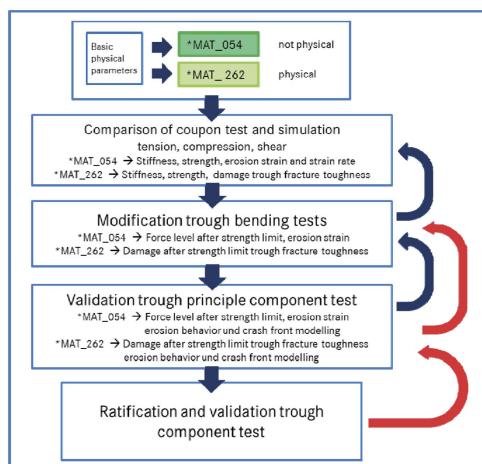 Basic
physical
parameters
*MAT_054
not physical
*MAT_ 262
physical
Comparison of coupon test and simulation
tension, compression, shear
*MAT_054 → Stiffness, strength, erosion strain and strain rate
*MAT_262 → Stiffness, strength, damage trough fracture toughness
Modification trough bending tests
*MAT_054 → Force level after strength limit, erosion strain
*MAT_262 → Damage after strength limit trough fracture toughness
Validation trough principle component test
*MAT_054 → Force level after strength limit, erosion strain
erosion behavior und crash front modelling
*MAT_262 → Damage after strength limit trough fracture toughness
erosion behavior und crash front modelling
Ratification and validation trough
component test